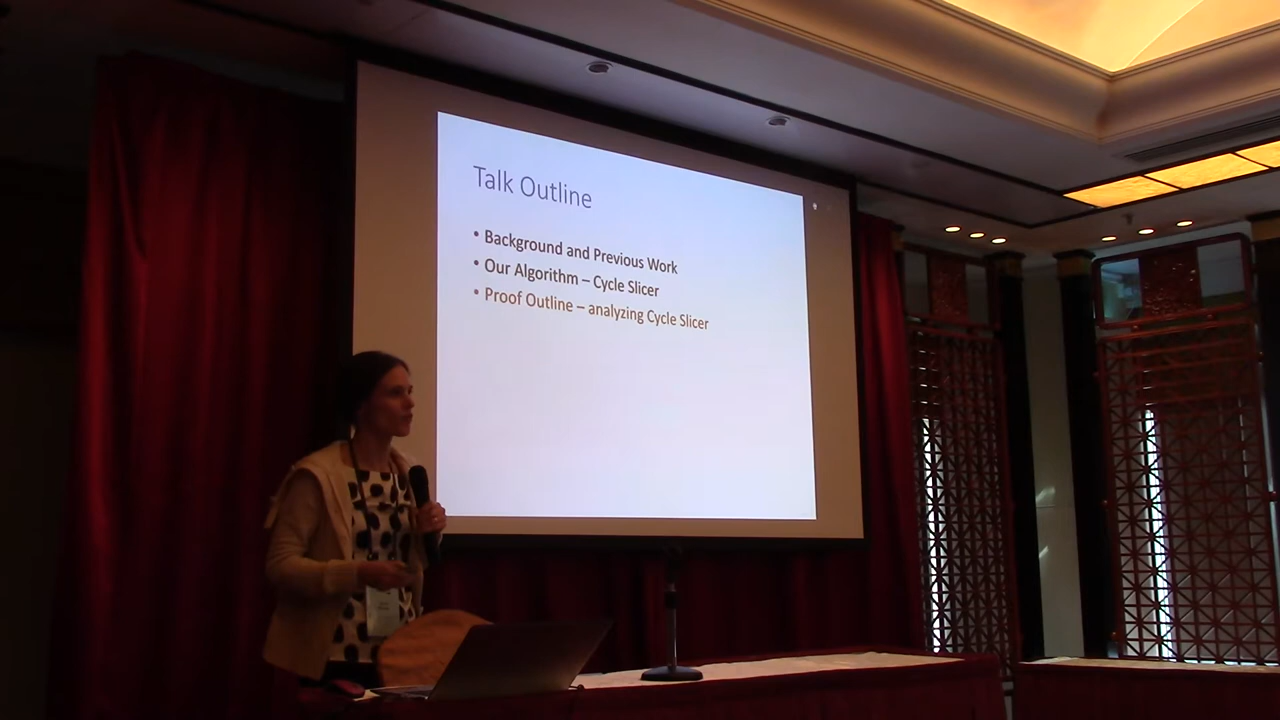 Talk Outline
• Background and Previous Work
• Our Algorithm – Cycle Slicer
• Proof Outline – analyzing Cycle Slicer